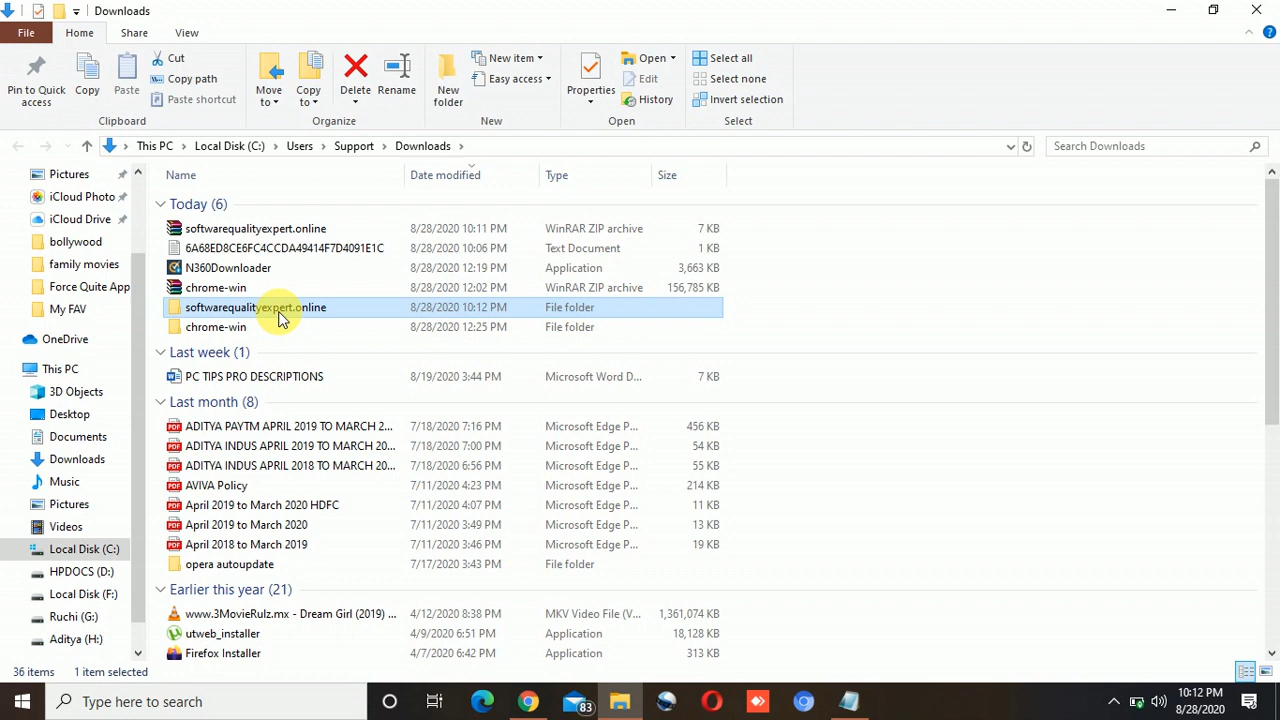 Downloads
File Home Share View
Pin to Quick access
Copy
Paste
Cut
Copy path
Paste shortcut
Clipboard
Move to
Copy to
Delete
Rename
Organize
New folder
New item
Easy access
New
Properties
Open
Edit
History
Open
Select all
Select none
Invert selection
Select
This PC > Local Disk (C:) > Users > Support > Downloads >
Search Downloads
Pictures
iCloud Photo
iCloud Drive
bollywood
family movies
Force Quite App
My FAV
OneDrive
This PC
3D Objects
Desktop
Documents
Downloads
Music
Pictures
Videos
Local Disk (C:)
HPDOCS (D:)
Local Disk (F:)
Ruchi (G:)
Aditya (H:)
Name Date modified Type Size
Today (6)
softwarequalityexpert.online 8/28/2020 10:11 PM WinRAR ZIP archive 7 KB
6A68ED8CE6FC4CCDA49414F7D4091E1C 8/28/2020 10:06 PM Text Document 1 KB
N360Downloader 8/28/2020 12:19 PM Application 3,663 KB
chrome-win 8/28/2020 12:02 PM WinRAR ZIP archive 156,785 KB
softwarequalityexpert.online 8/28/2020 10:12 PM File folder
chrome-win 8/28/2020 12:25 PM File folder
Last week (1)
PC TIPS PRO DESCRIPTIONS 8/19/2020 3:44 PM Microsoft Word D... 7 KB
Last month (8)
ADITYA PAYTM APRIL 2019 TO MARCH 2... 7/18/2020 7:16 PM Microsoft Edge P... 456 KB
ADITYA INDUS APRIL 2019 TO MARCH 20... 7/18/2020 7:00 PM Microsoft Edge P... 54 KB
ADITYA INDUS APRIL 2018 TO MARCH 20... 7/18/2020 6:56 PM Microsoft Edge P... 55 KB
AVIVA Policy 7/11/2020 4:23 PM Microsoft Edge P... 214 KB
April 2019 to March 2020 HDFC 7/11/2020 4:07 PM Microsoft Edge P... 11 KB
April 2019 to March 2020 7/11/2020 3:49 PM Microsoft Edge P... 13 KB
April 2018 to March 2019 7/11/2020 3:46 PM Microsoft Edge P... 19 KB
opera autoupdate 7/17/2020 3:43 PM File folder
Earlier this year (21)
www.3MovieRulz.mx - Dream Girl (2019) ... 4/12/2020 8:38 PM MKV Video File (V... 1,361,074 KB
utweb_installer 4/9/2020 6:51 PM Application 18,128 KB
Firefox Installer 4/7/2020 6:42 PM Application 313 KB
36 items 1 item selected
Type here to search
83
10:12 PM
8/28/2020